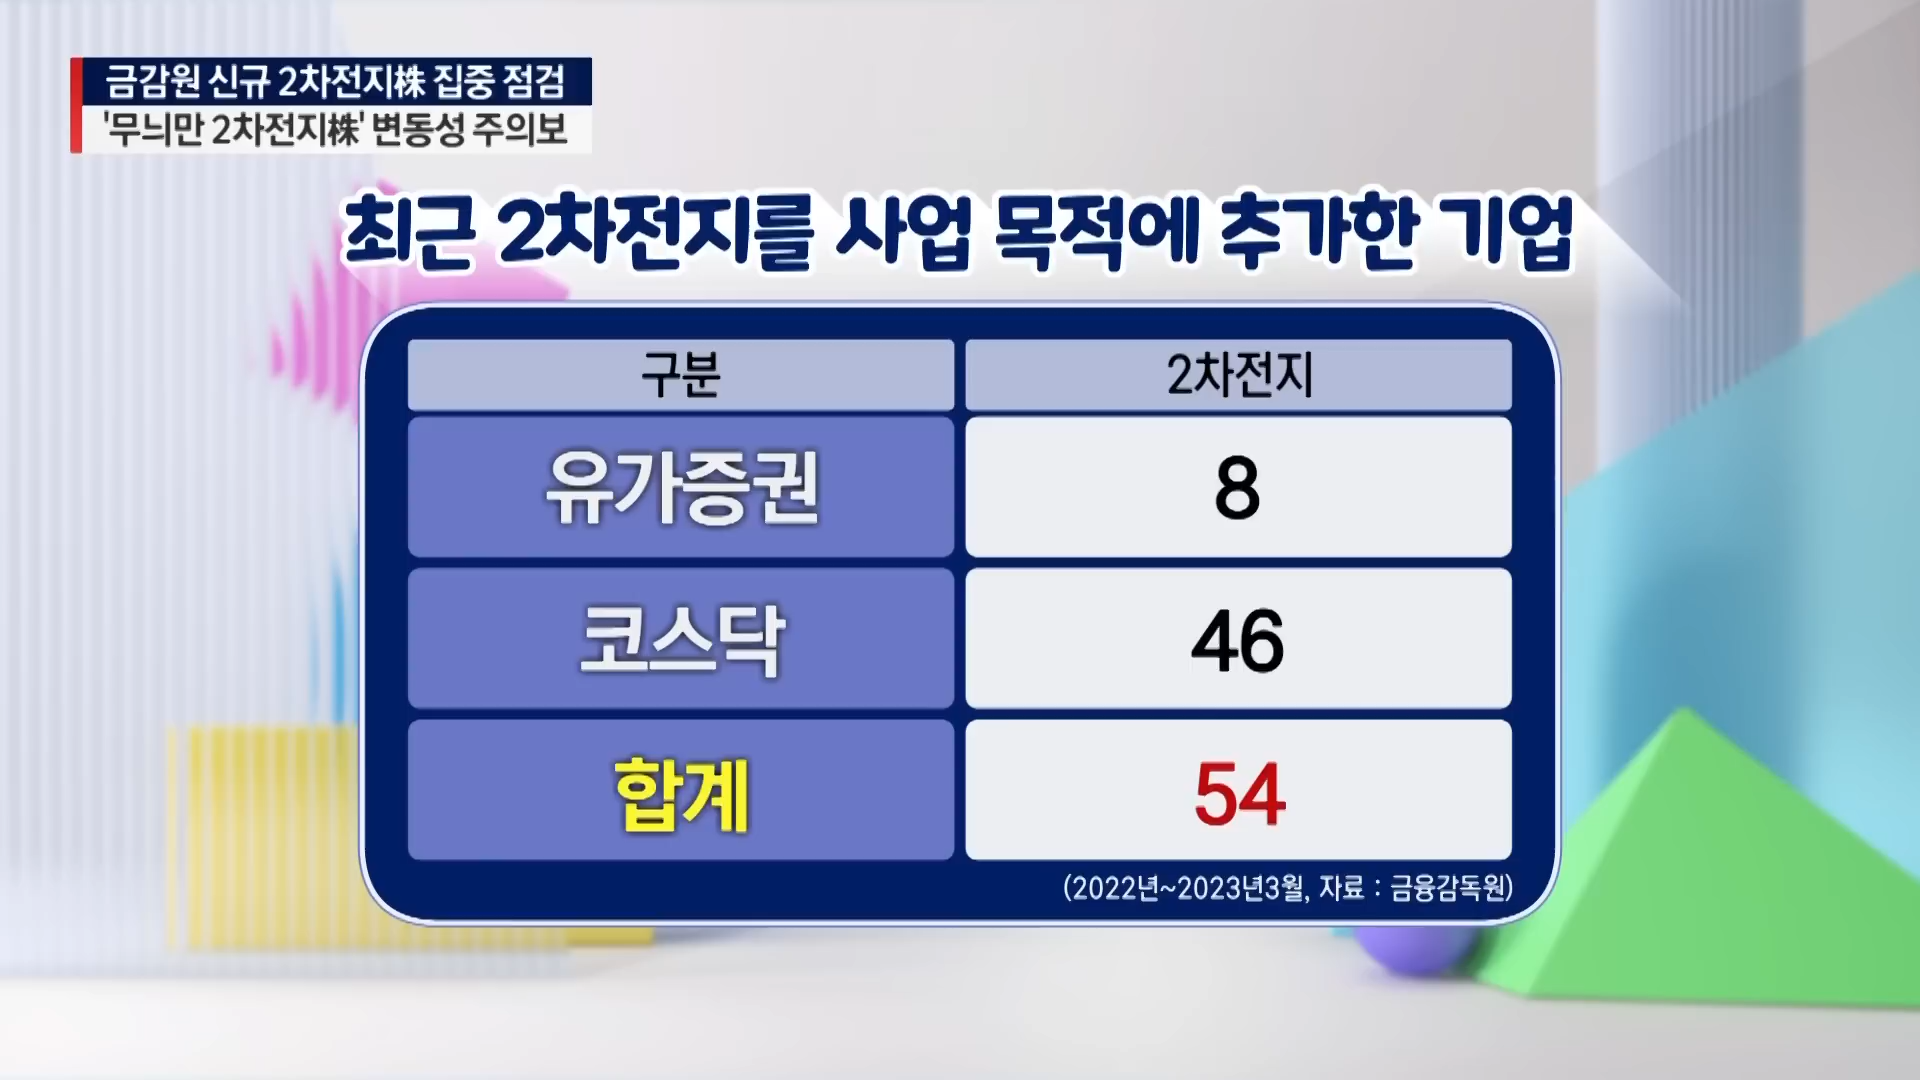 금감원 신규 2차전지株 집중 점검
'무늬만 2차전지株' 변동성 주의보
최근 2차전지를 사업 목적에 추가한 기업
구분 2차전지
유가증권 8
코스닥 46
합계 54
(2022년~2023년3월, 자료 : 금융감독원)